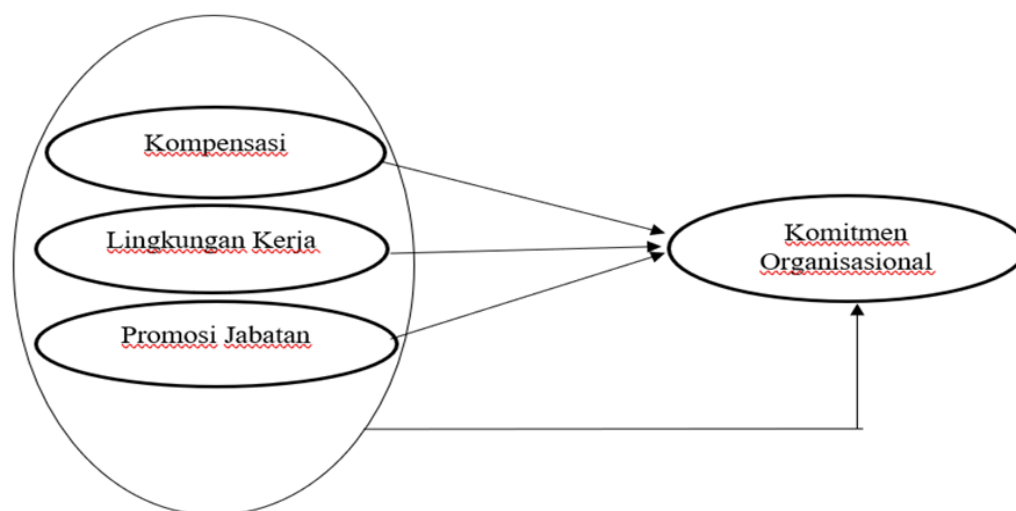 Kompensasi
Lingkungan Kerja
Promosi Jabatan
Komitmen
Organisasional